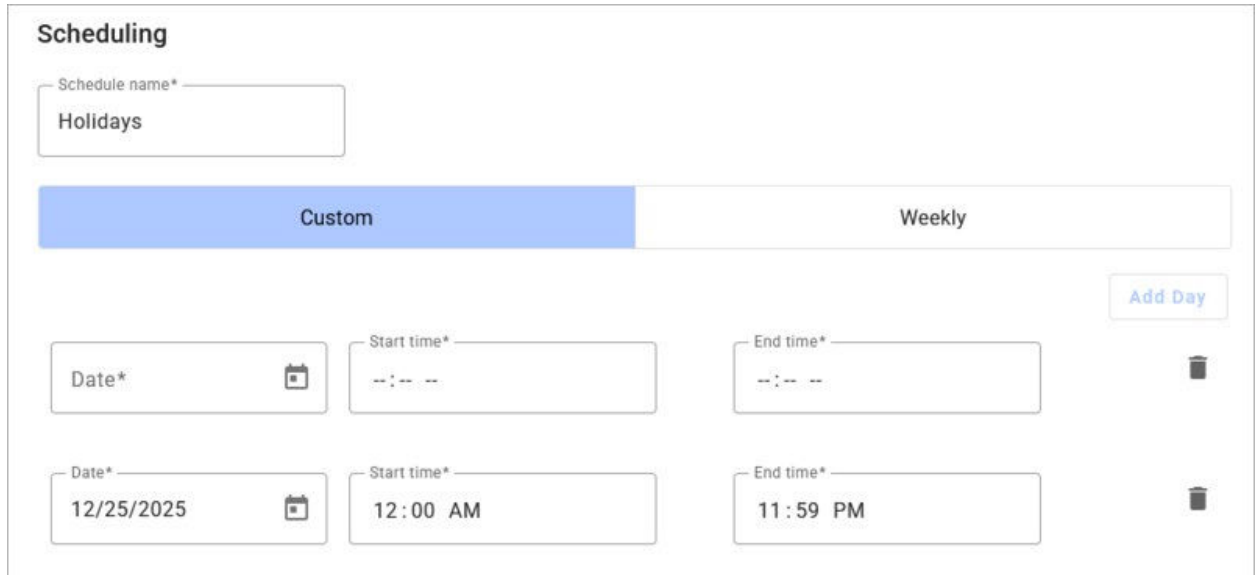 Scheduling
Schedule name*
Holidays
Custom Weekly
Add Day
Start time* End time*
Date* --:-- -- --:-- --
Date* Start time* End time*
12/25/2025 12:00 AM 11:59 PM